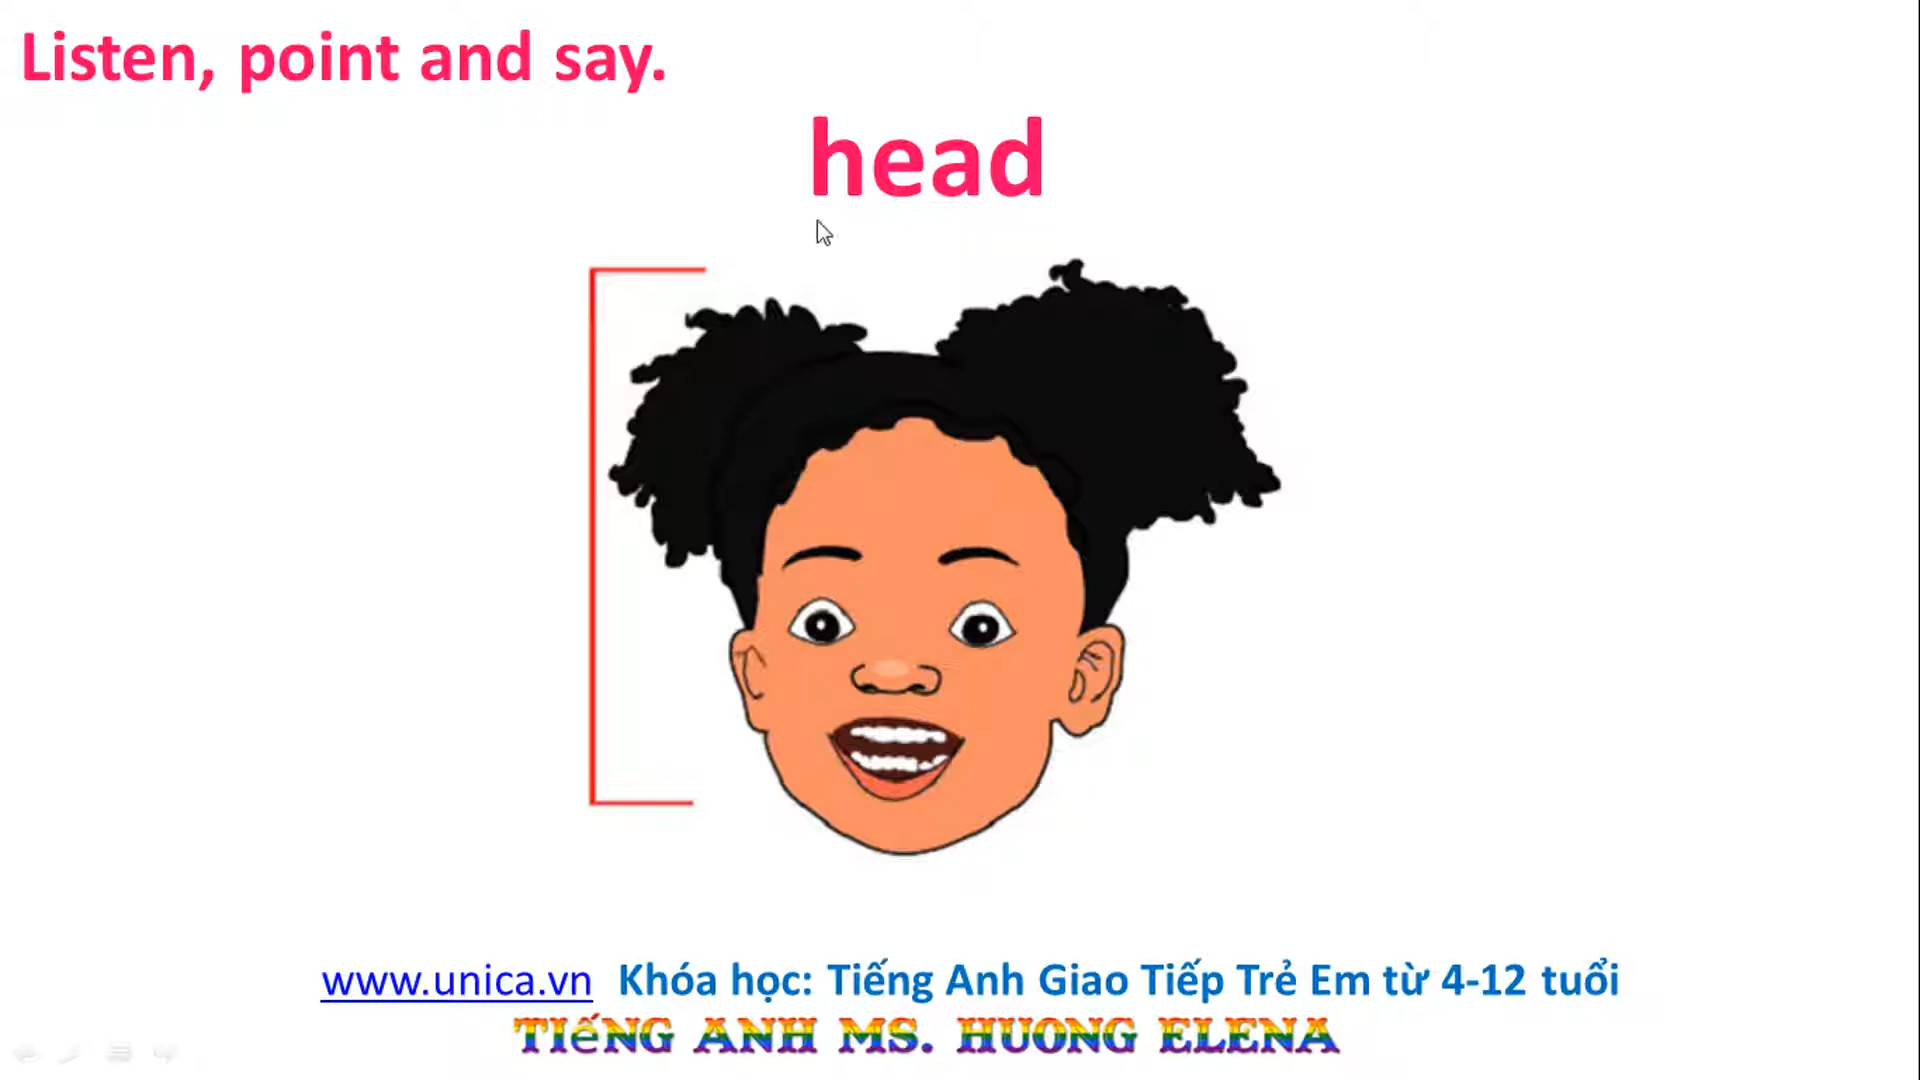 Listen, point and say.
head
www.unica.vn Khóa học: Tiếng Anh Giao Tiếp Trẻ Em từ 4-12 tuổi
TIếNG ANH MS. HUONG ELENA